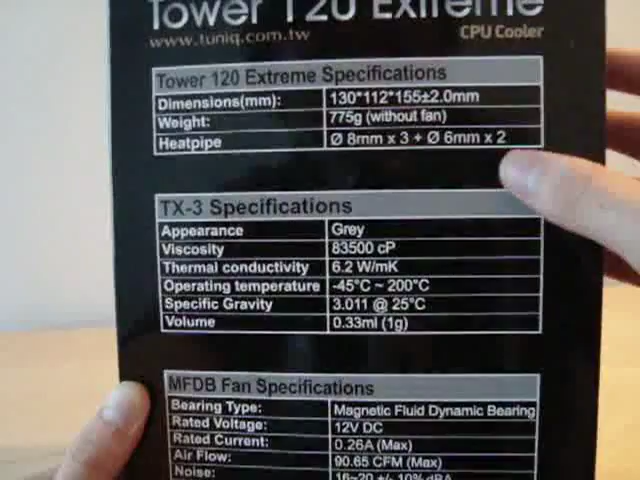 Tower 120 Extreme
www.tuniq.com.tw CPU Cooler
Tower 120 Extreme Specifications
Dimensions(mm): 130*112*155±2.0mm
Weight: 775g (without fan)
Heatpipe Ø 8mm x 3 + Ø 6mm x 2
TX-3 Specifications
Appearance Grey
Viscosity 83500 cP
Thermal conductivity 6.2 W/mK
Operating temperature -45°C ~ 200°C
Specific Gravity 3.011 @ 25°C
Volume 0.33ml (1g)
MFDB Fan Specifications
Bearing Type: Magnetic Fluid Dynamic Bearing
Rated Voltage: 12V DC
Rated Current: 0.26A (Max)
Air Flow: 90.65 CFM (Max)
Noise: 16~20 +/- 10% dBA